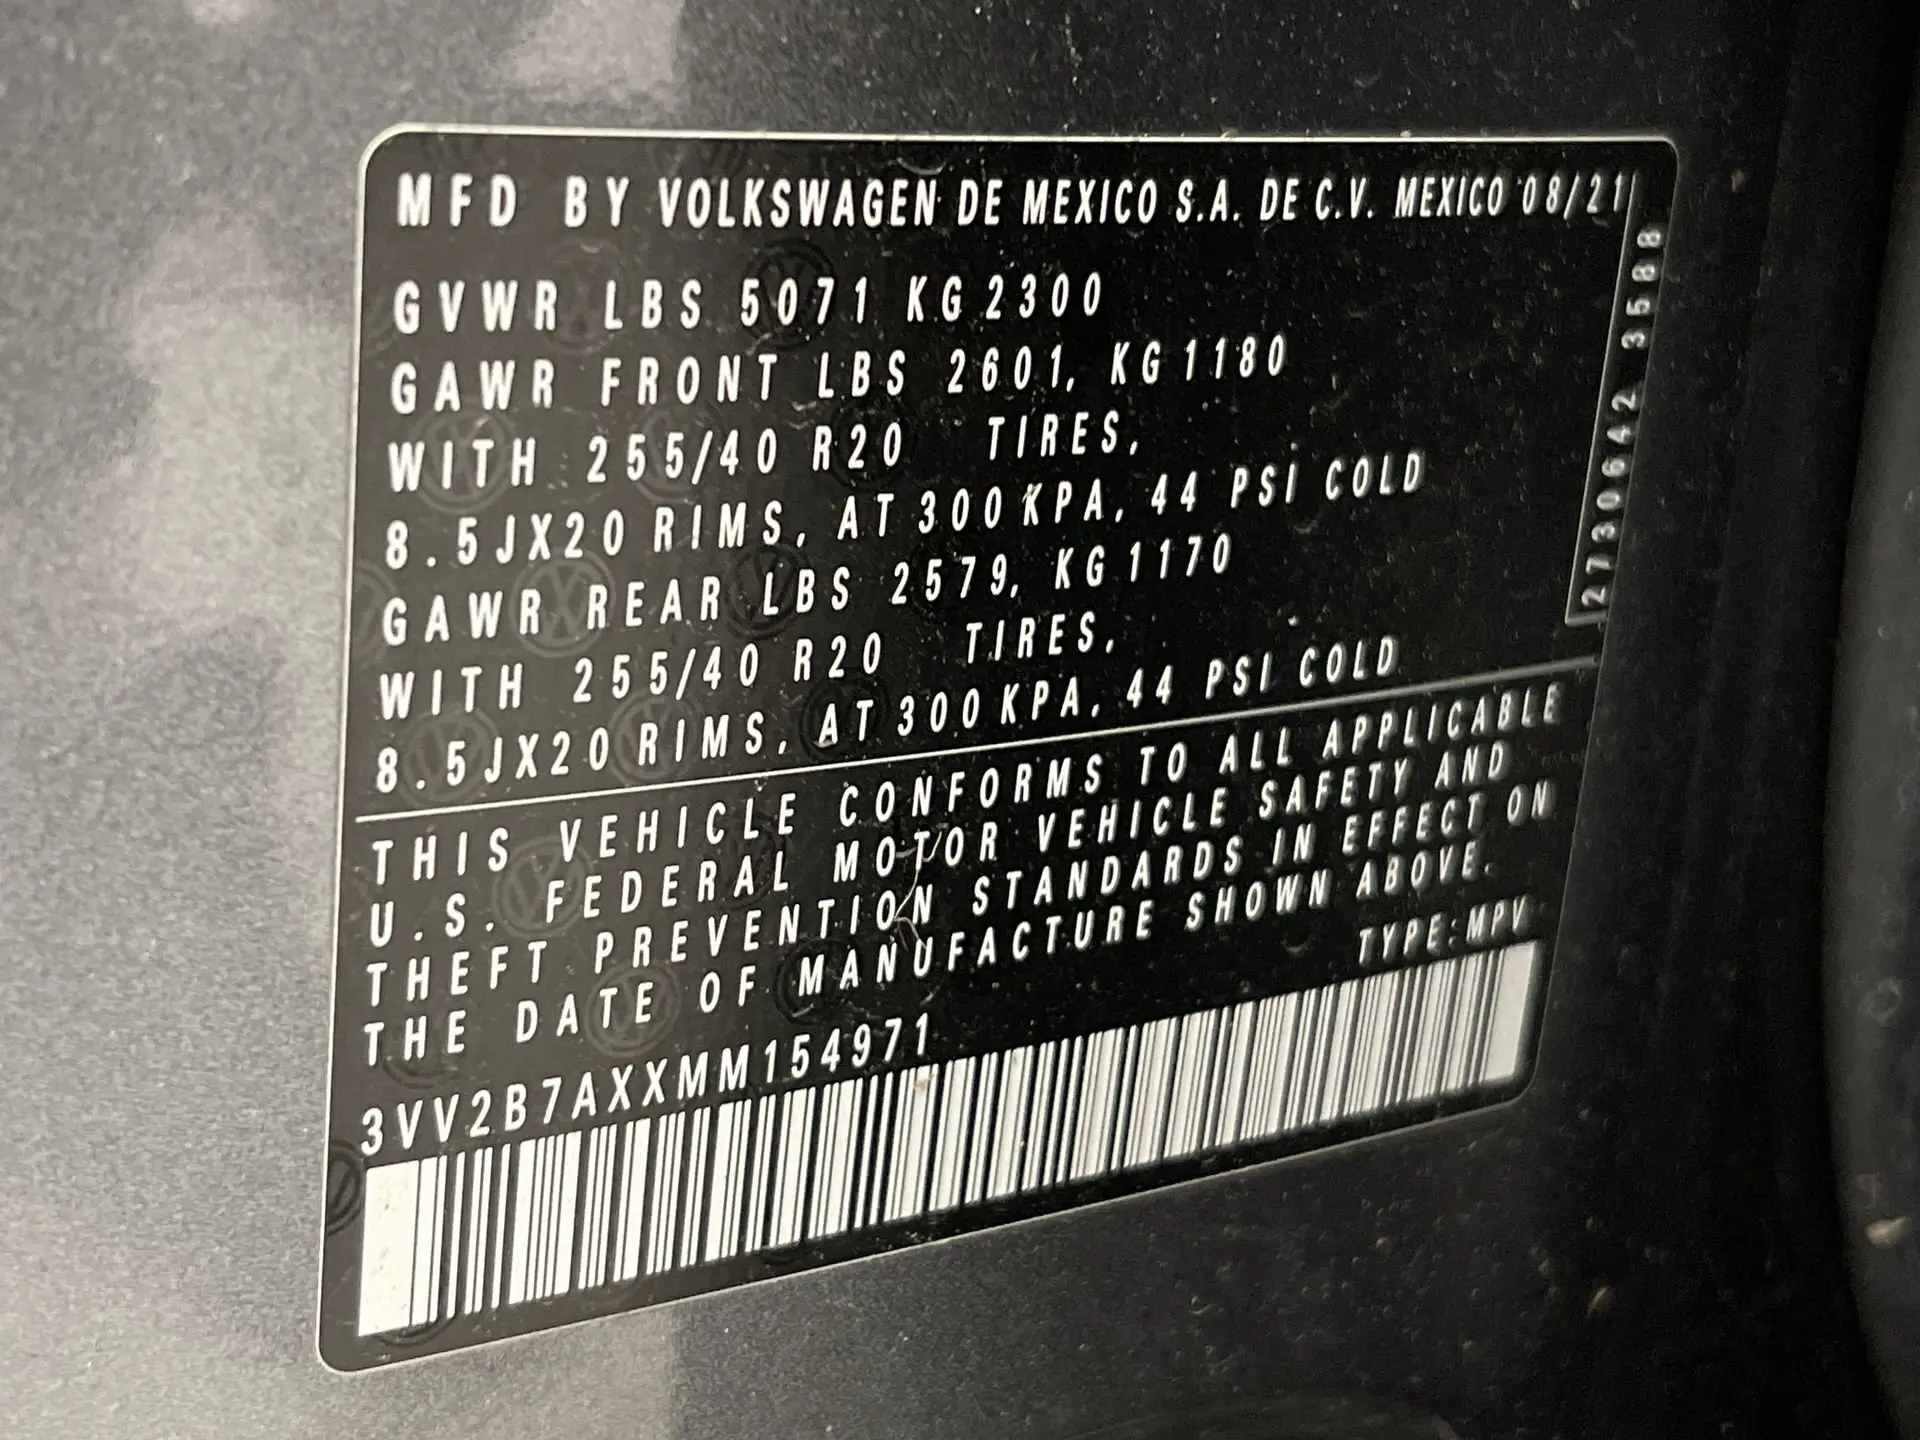 MFD BY VOLKSWAGEN DE MEXICO S.A. DE C.V. MEXICO 08/21
GVWR LBS 5071 KG 2300
GAWR FRONT LBS 2601, KG 1180
WITH 255/40 R20 TIRES,
8.5JX20 RIMS, AT 300 KPA, 44 PSI COLD
GAWR REAR LBS 2579, KG 1170
WITH 255/40 R20 TIRES,
8.5JX20 RIMS, AT 300 KPA, 44 PSI COLD
2730642 3588
THIS VEHICLE CONFORMS TO ALL APPLICABLE
U.S. FEDERAL MOTOR VEHICLE SAFETY AND
THEFT PREVENTION STANDARDS IN EFFECT ON
THE DATE OF MANUFACTURE SHOWN ABOVE.
TYPE: MPV
3VV2B7AXXMM154971